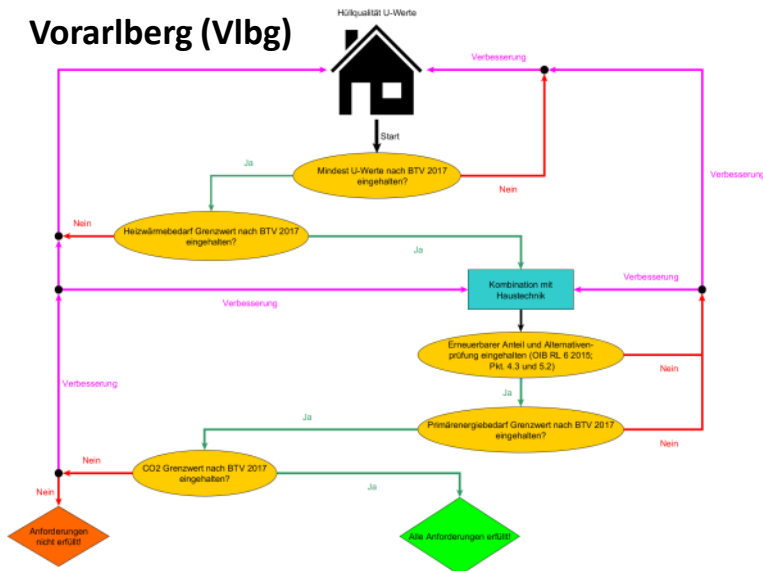 Hüllqualität U-Werte
Vorarlberg (Vlbg)
Verbesserung
Start
Ja
Mindest U-Werte nach BTV 2017
eingehalten?
Nein
Verbesserung
Nein
Heizwärmebedarf Grenzwert nach BTV 2017
eingehalten?
Ja
Kombination mit
Haustechnik
Verbesserung
Verbesserung
Erneuerbarer Anteil und Alternativen-
prüfung eingehalten (OIB RL 6 2015;
Pkt. 4.3 und 5.2)
Nein
Verbesserung
Ja
Ja
Primärenergiebedarf Grenzwert nach BTV 2017
eingehalten?
Nein
Nein
CO2 Grenzwert nach BTV 2017
eingehalten?
Ja
Nein
Anforderungen
nicht erfüllt!
Alle Anforderungen erfüllt!